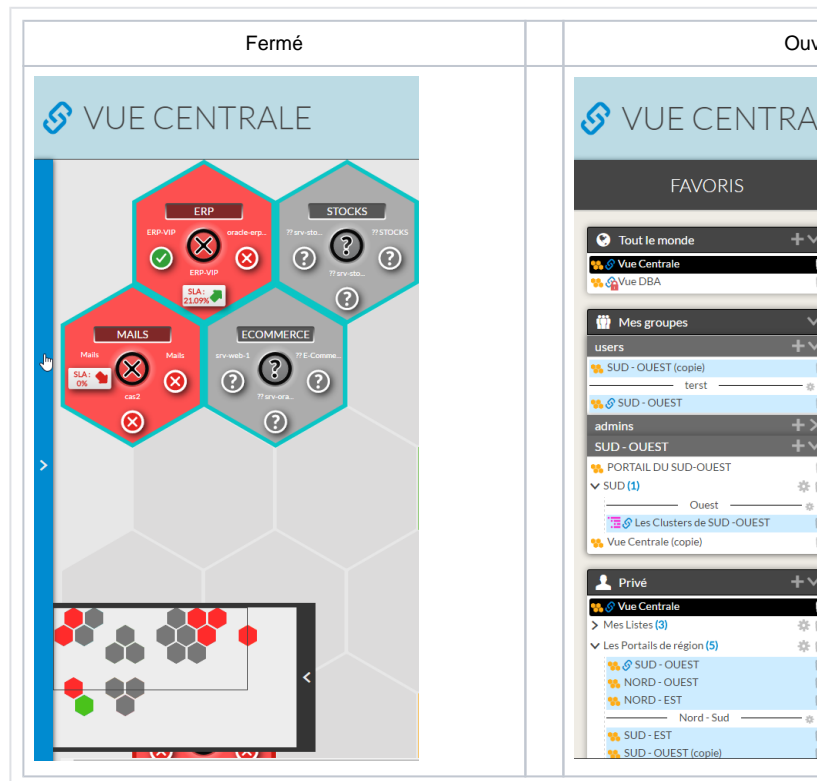 Fermé
Ouv
VUE CENTRALE
ERP
ERP-VIP
oracle-erp...
ERP-VIP
SLA :
21.09%
STOCKS
?? srv-sto...
?? STOCKS
?? srv-sto...
MAILS
Mails
Mails
SLA :
0%
cas2
ECOMMERCE
srv-web-1
?? E-Comme...
?? srv-ora...
VUE CENTRA
FAVORIS
Tout le monde
Vue Centrale
Vue DBA
Mes groupes
users
SUD - OUEST (copie)
terst
SUD - OUEST
admins
SUD - OUEST
PORTAIL DU SUD-OUEST
SUD (1)
Ouest
Les Clusters de SUD -OUEST
Vue Centrale (copie)
Privé
Vue Centrale
Mes Listes (3)
Les Portails de région (5)
SUD - OUEST
NORD - OUEST
NORD - EST
Nord - Sud
SUD - EST
SUD - OUEST (copie)